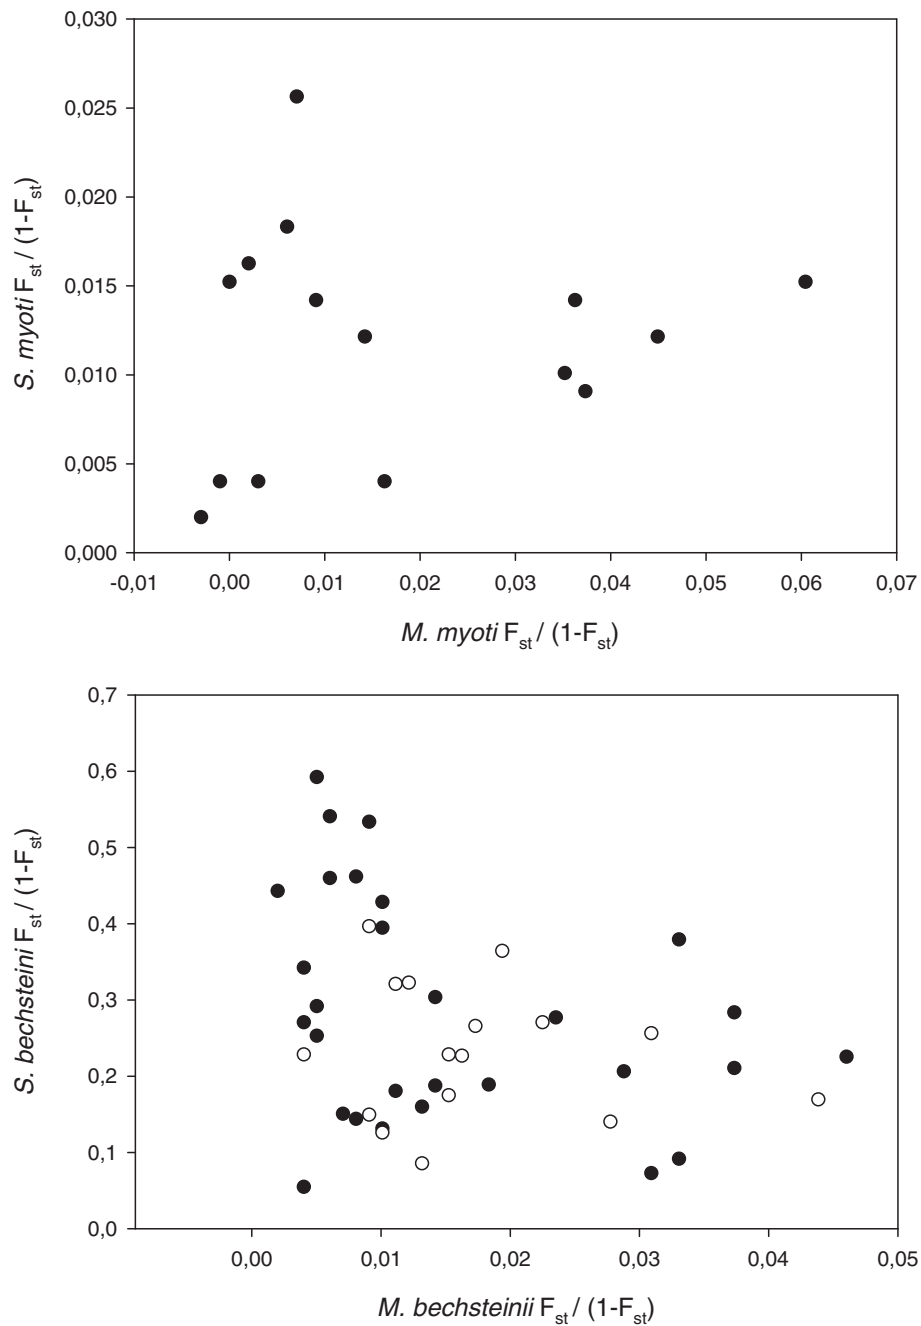 0,030
0,025
0,020
0,015
0,010
0,005
0,000
S. myoti Fst / (1-Fst)
-0,01 0,00 0,01 0,02 0,03 0,04 0,05 0,06 0,07
M. myoti Fst / (1-Fst)
0,7
0,6
0,5
0,4
0,3
0,2
0,1
0,0
S. bechsteini Fst / (1-Fst)
0,00 0,01 0,02 0,03 0,04 0,05
M. bechsteinii Fst / (1-Fst)